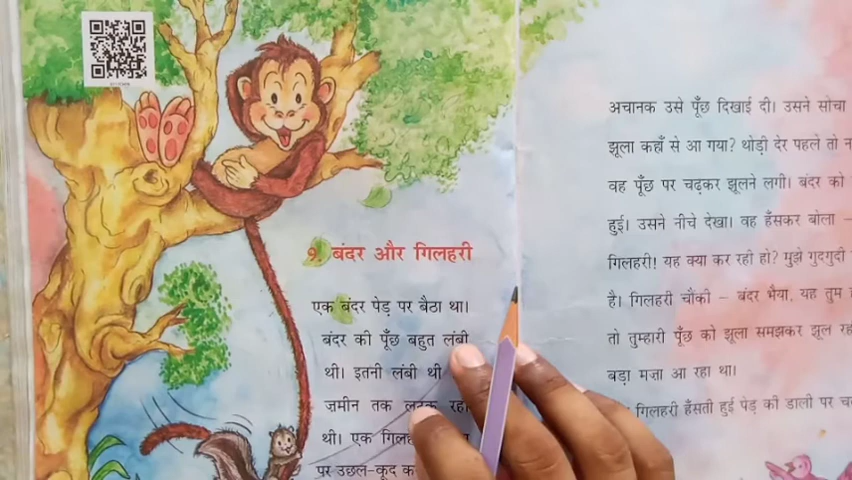 १. बंदर और गिलहरी
एक बंदर पेड़ पर बैठा था।
बंदर की पूँछ बहुत लंबी
थी। इतनी लंबी थी
ज़मीन तक लटक रही
थी। एक
पर उछल-कूद
अचानक उसे पूँछ दिखाई दी। उसने सोचा
झूला कहाँ से आ गया? थोड़ी देर पहले तो
वह पूँछ पर चढ़कर झूलने लगी। बंदर को
हुई। उसने नीचे देखा। वह हँसकर बोला –
गिलहरी! यह क्या कर रही हो? मुझे गुदगुदी
है। गिलहरी चौंकी – बंदर भैया, यह तुम
तो तुम्हारी पूँछ को झूला समझकर झूल
बड़ा मज़ा आ रहा था।
गिलहरी हँसती हुई पेड़ की डाली पर